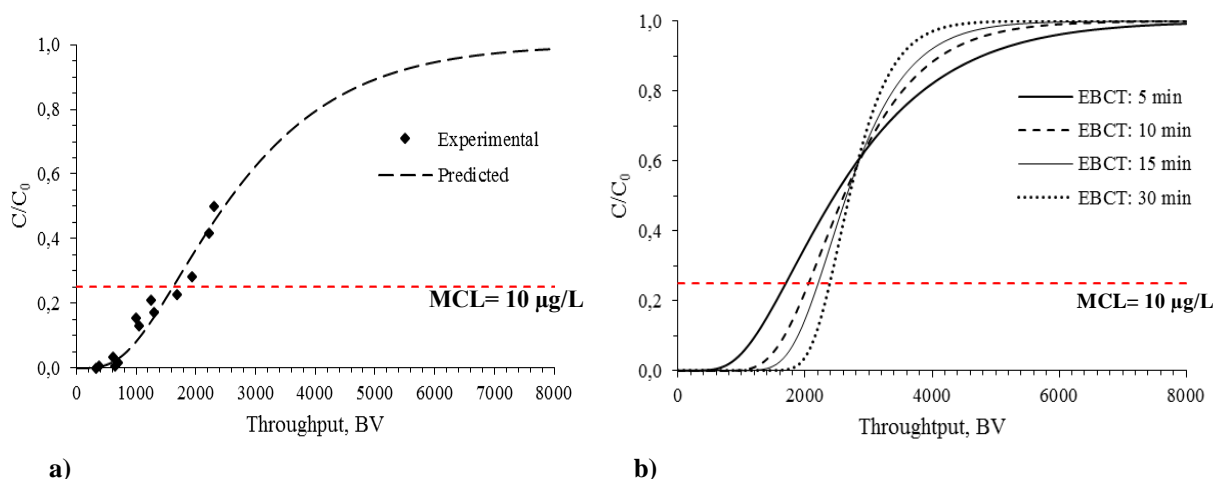 1,0
0,8
0,6
0,4
0,2
0,0
C/C0
Experimental
Predicted
MCL= 10 µg/L
0 1000 2000 3000 4000 5000 6000 7000 8000
Throughput, BV
a)
1,0
0,8
0,6
0,4
0,2
0,0
C/C0
EBCT: 5 min
EBCT: 10 min
EBCT: 15 min
EBCT: 30 min
MCL= 10 µg/L
0 2000 4000 6000 8000
Throughtput, BV
b)